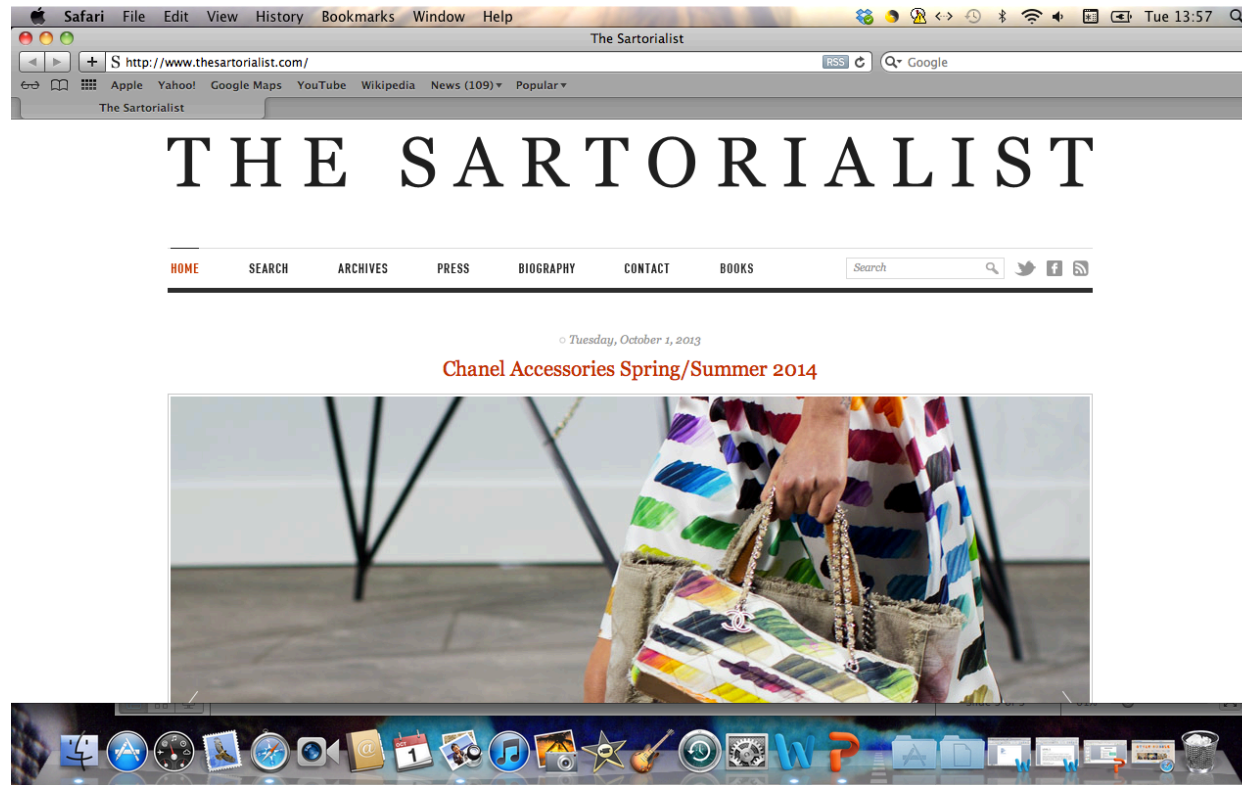 Safari File Edit View History Bookmarks Window Help Tue 13:57
The Sartorialist
S http://www.thesartorialist.com/ RSS Google
Apple Yahoo! Google Maps YouTube Wikipedia News (109) Popular
The Sartorialist
THE SARTORIALIST
HOME SEARCH ARCHIVES PRESS BIOGRAPHY CONTACT BOOKS Search
Tuesday, October 1, 2013
Chanel Accessories Spring/Summer 2014
OCT
1